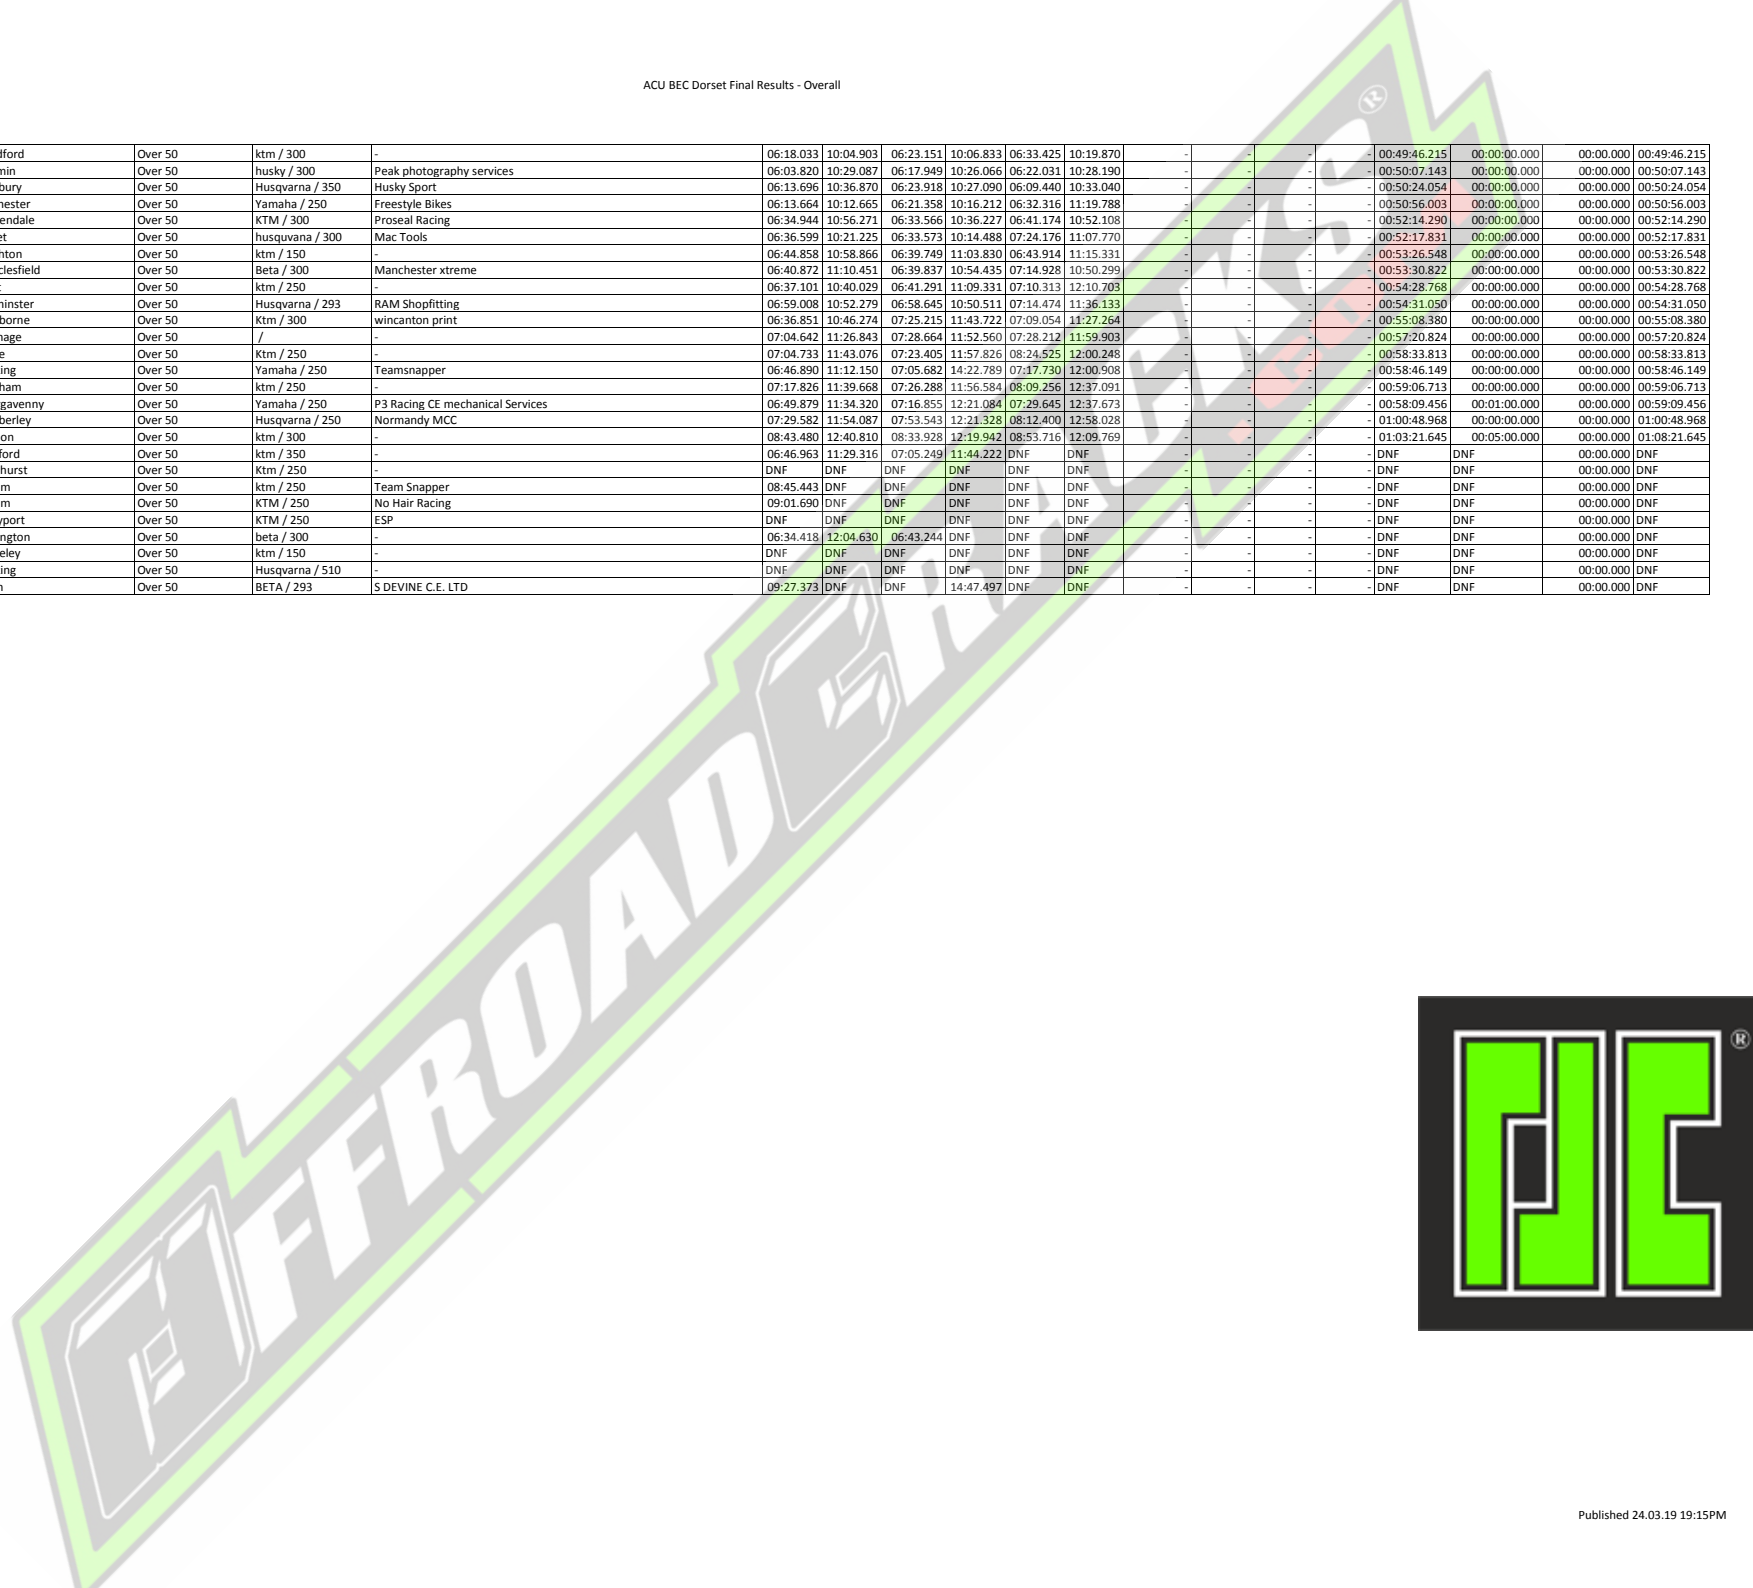 ACU BEC Dorset Final Results - Overall
dford Over 50 ktm / 300 - 06:18.033 10:04.903 06:23.151 10:06.833 06:33.425 10:19.870 - - - - 00:49:46.215 00:00:00.000 00:00.000 00:49:46.215
min Over 50 husky / 300 Peak photography services 06:03.820 10:29.087 06:17.949 10:26.066 06:22.031 10:28.190 - - - - 00:50:07.143 00:00:00.000 00:00.000 00:50:07.143
bury Over 50 Husqvarna / 350 Husky Sport 06:13.696 10:36.870 06:23.918 10:27.090 06:09.440 10:33.040 - - - - 00:50:24.054 00:00:00.000 00:00.000 00:50:24.054
hester Over 50 Yamaha / 250 Freestyle Bikes 06:13.664 10:12.665 06:21.358 10:16.212 06:32.316 11:19.788 - - - - 00:50:56.003 00:00:00.000 00:00.000 00:50:56.003
endale Over 50 KTM / 300 Proseal Racing 06:34.944 10:56.271 06:33.566 10:36.227 06:41.174 10:52.108 - - - - 00:52:14.290 00:00:00.000 00:00.000 00:52:14.290
et Over 50 husquvana / 300 Mac Tools 06:36.599 10:21.225 06:33.573 10:14.488 07:24.176 11:07.770 - - - - 00:52:17.831 00:00:00.000 00:00.000 00:52:17.831
hton Over 50 ktm / 150 - 06:44.858 10:58.866 06:39.749 11:03.830 06:43.914 11:15.331 - - - - 00:53:26.548 00:00:00.000 00:00.000 00:53:26.548
clesfield Over 50 Beta / 300 Manchester xtreme 06:40.872 11:10.451 06:39.837 10:54.435 07:14.928 10:50.299 - - - - 00:53:30.822 00:00:00.000 00:00.000 00:53:30.822
Over 50 ktm / 250 - 06:37.101 10:40.029 06:41.291 11:09.331 07:10.313 12:10.703 - - - - 00:54:28.768 00:00:00.000 00:00.000 00:54:28.768
minster Over 50 Husqvarna / 293 RAM Shopfitting 06:59.008 10:52.279 06:58.645 10:50.511 07:14.474 11:36.133 - - - - 00:54:31.050 00:00:00.000 00:00.000 00:54:31.050
borne Over 50 Ktm / 300 wincanton print 06:36.851 10:46.274 07:25.215 11:43.722 07:09.054 11:27.264 - - - - 00:55:08.380 00:00:00.000 00:00.000 00:55:08.380
nage Over 50 / - 07:04.642 11:26.843 07:28.664 11:52.560 07:28.212 11:59.903 - - - - 00:57:20.824 00:00:00.000 00:00.000 00:57:20.824
e Over 50 Ktm / 250 - 07:04.733 11:43.076 07:23.405 11:57.826 08:24.525 12:00.248 - - - - 00:58:33.813 00:00:00.000 00:00.000 00:58:33.813
ing Over 50 Yamaha / 250 Teamsnapper 06:46.890 11:12.150 07:05.682 14:22.789 07:17.730 12:00.908 - - - - 00:58:46.149 00:00:00.000 00:00.000 00:58:46.149
ham Over 50 ktm / 250 - 07:17.826 11:39.668 07:26.288 11:56.584 08:09.256 12:37.091 - - - - 00:59:06.713 00:00:00.000 00:00.000 00:59:06.713
gavenny Over 50 Yamaha / 250 P3 Racing CE mechanical Services 06:49.879 11:34.320 07:16.855 12:21.084 07:29.645 12:37.673 - - - - 00:58:09.456 00:01:00.000 00:00.000 00:59:09.456
berley Over 50 Husqvarna / 250 Normandy MCC 07:29.582 11:54.087 07:53.543 12:21.328 08:12.400 12:58.028 - - - - 01:00:48.968 00:00:00.000 00:00.000 01:00:48.968
on Over 50 ktm / 300 - 08:43.480 12:40.810 08:33.928 12:19.942 08:53.716 12:09.769 - - - - 01:03:21.645 00:05:00.000 00:00.000 01:08:21.645
ford Over 50 ktm / 350 - 06:46.963 11:29.316 07:05.249 11:44.222 DNF DNF - - - - DNF DNF 00:00.000 DNF
hurst Over 50 Ktm / 250 - DNF DNF DNF DNF DNF DNF - - - - DNF DNF 00:00.000 DNF
m Over 50 ktm / 250 Team Snapper 08:45.443 DNF DNF DNF DNF DNF - - - - DNF DNF 00:00.000 DNF
m Over 50 KTM / 250 No Hair Racing 09:01.690 DNF DNF DNF DNF DNF - - - - DNF DNF 00:00.000 DNF
port Over 50 KTM / 250 ESP DNF DNF DNF DNF DNF DNF - - - - DNF DNF 00:00.000 DNF
ngton Over 50 beta / 300 - 06:34.418 12:04.630 06:43.244 DNF DNF DNF - - - - DNF DNF 00:00.000 DNF
eley Over 50 ktm / 150 - DNF DNF DNF DNF DNF DNF - - - - DNF DNF 00:00.000 DNF
ing Over 50 Husqvarna / 510 - DNF DNF DNF DNF DNF DNF - - - - DNF DNF 00:00.000 DNF
Over 50 BETA / 293 S DEVINE C.E. LTD 09:27.373 DNF DNF 14:47.497 DNF DNF - - - - DNF DNF 00:00.000 DNF
OFFROADCRACKS®
.COM
®
Published 24.03.19 19:15PM